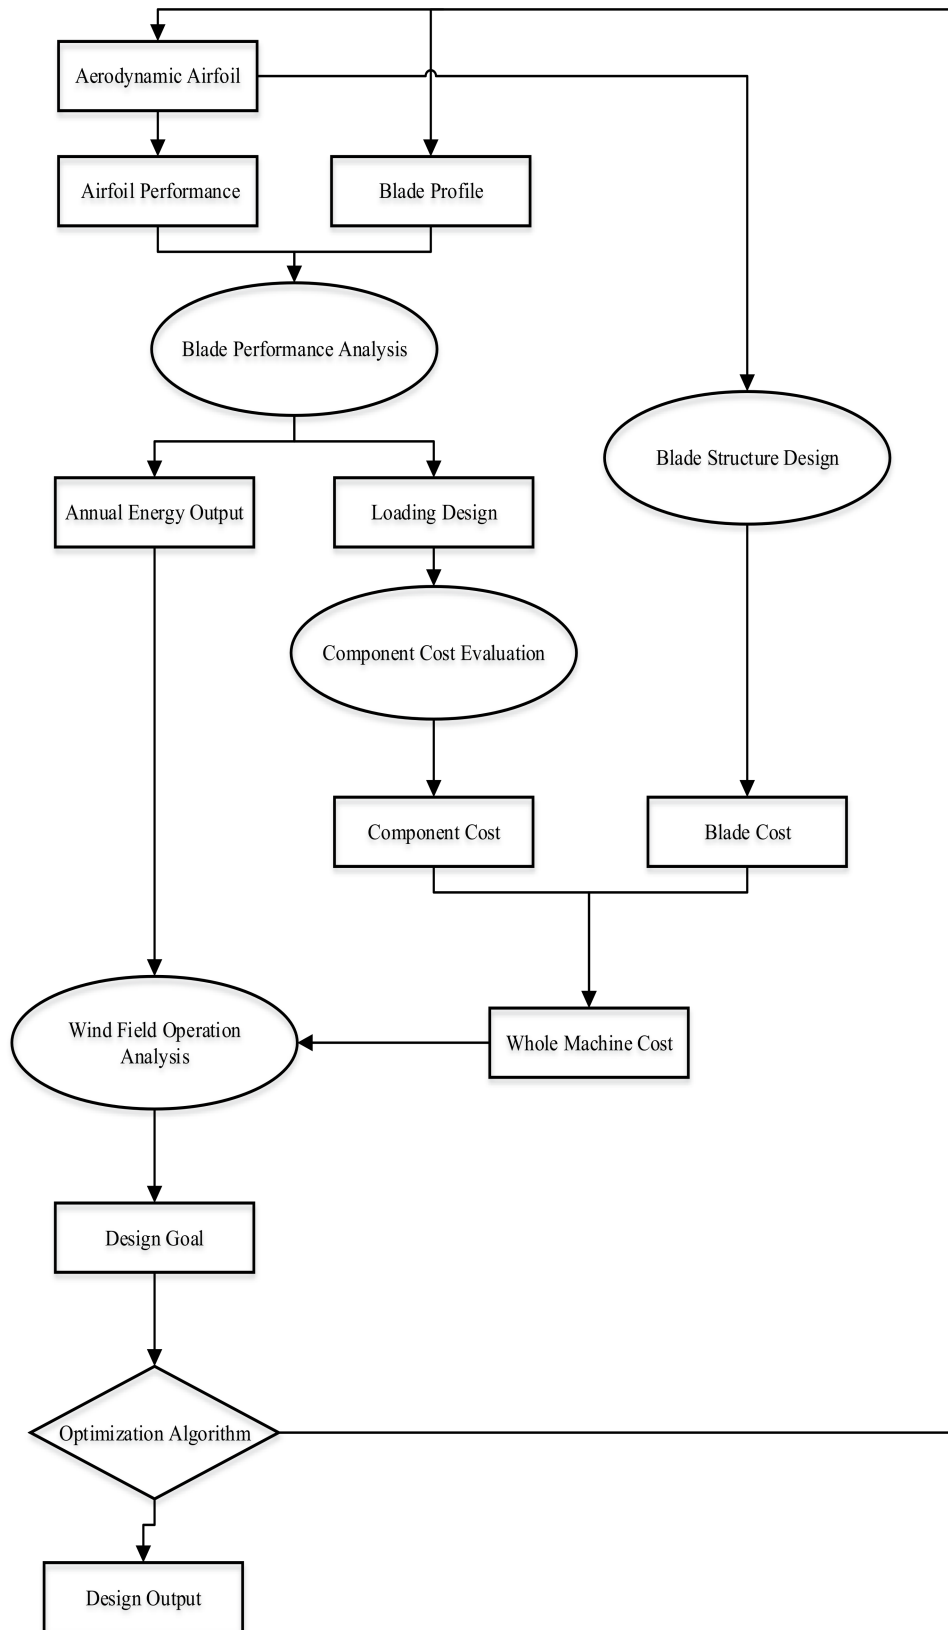 Aerodynamic Airfoil
Airfoil Performance
Blade Profile
Blade Performance Analysis
Blade Structure Design
Annual Energy Output
Loading Design
Component Cost Evaluation
Component Cost
Blade Cost
Wind Field Operation
Analysis
Whole Machine Cost
Design Goal
Optimization Algorithm
Design Output